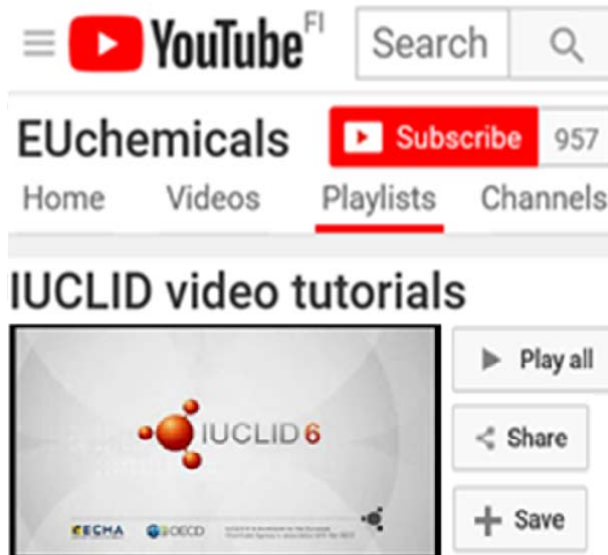 YouTube FI Search
EUchemicals Subscribe 957
Home Videos Playlists Channels
IUCLID video tutorials
Play all
IUCLID 6
Share
ECHA OECD
Save